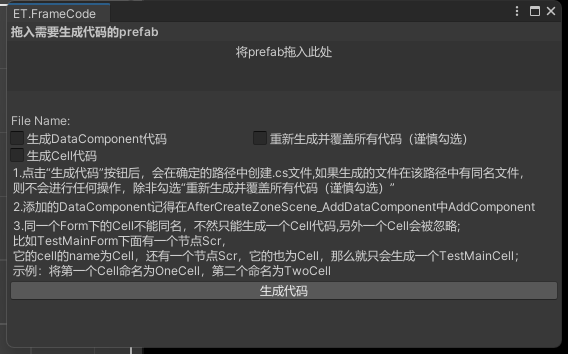 ET.FrameCode
拖入需要生成代码的prefab
将prefab拖入此处
File Name:
生成DataComponent代码
重新生成并覆盖所有代码（谨慎勾选）
生成Cell代码
1.点击“生成代码”按钮后，会在确定的路径中创建.cs文件,如果生成的文件在该路径中有同名文件，
则不会进行任何操作，除非勾选“重新生成并覆盖所有代码（谨慎勾选）”
2.添加的DataComponent记得在AfterCreateZoneScene_AddDataComponent中AddComponent
3.同一个Form下的Cell不能同名，不然只能生成一个Cell代码,另外一个Cell会被忽略;
比如TestMainForm下面有一个节点Scr，
它的cell的name为Cell，还有一个节点Scr，它的也为Cell，那么就只会生成一个TestMainCell；
示例：将第一个Cell命名为OneCell，第二个命名为TwoCell
生成代码